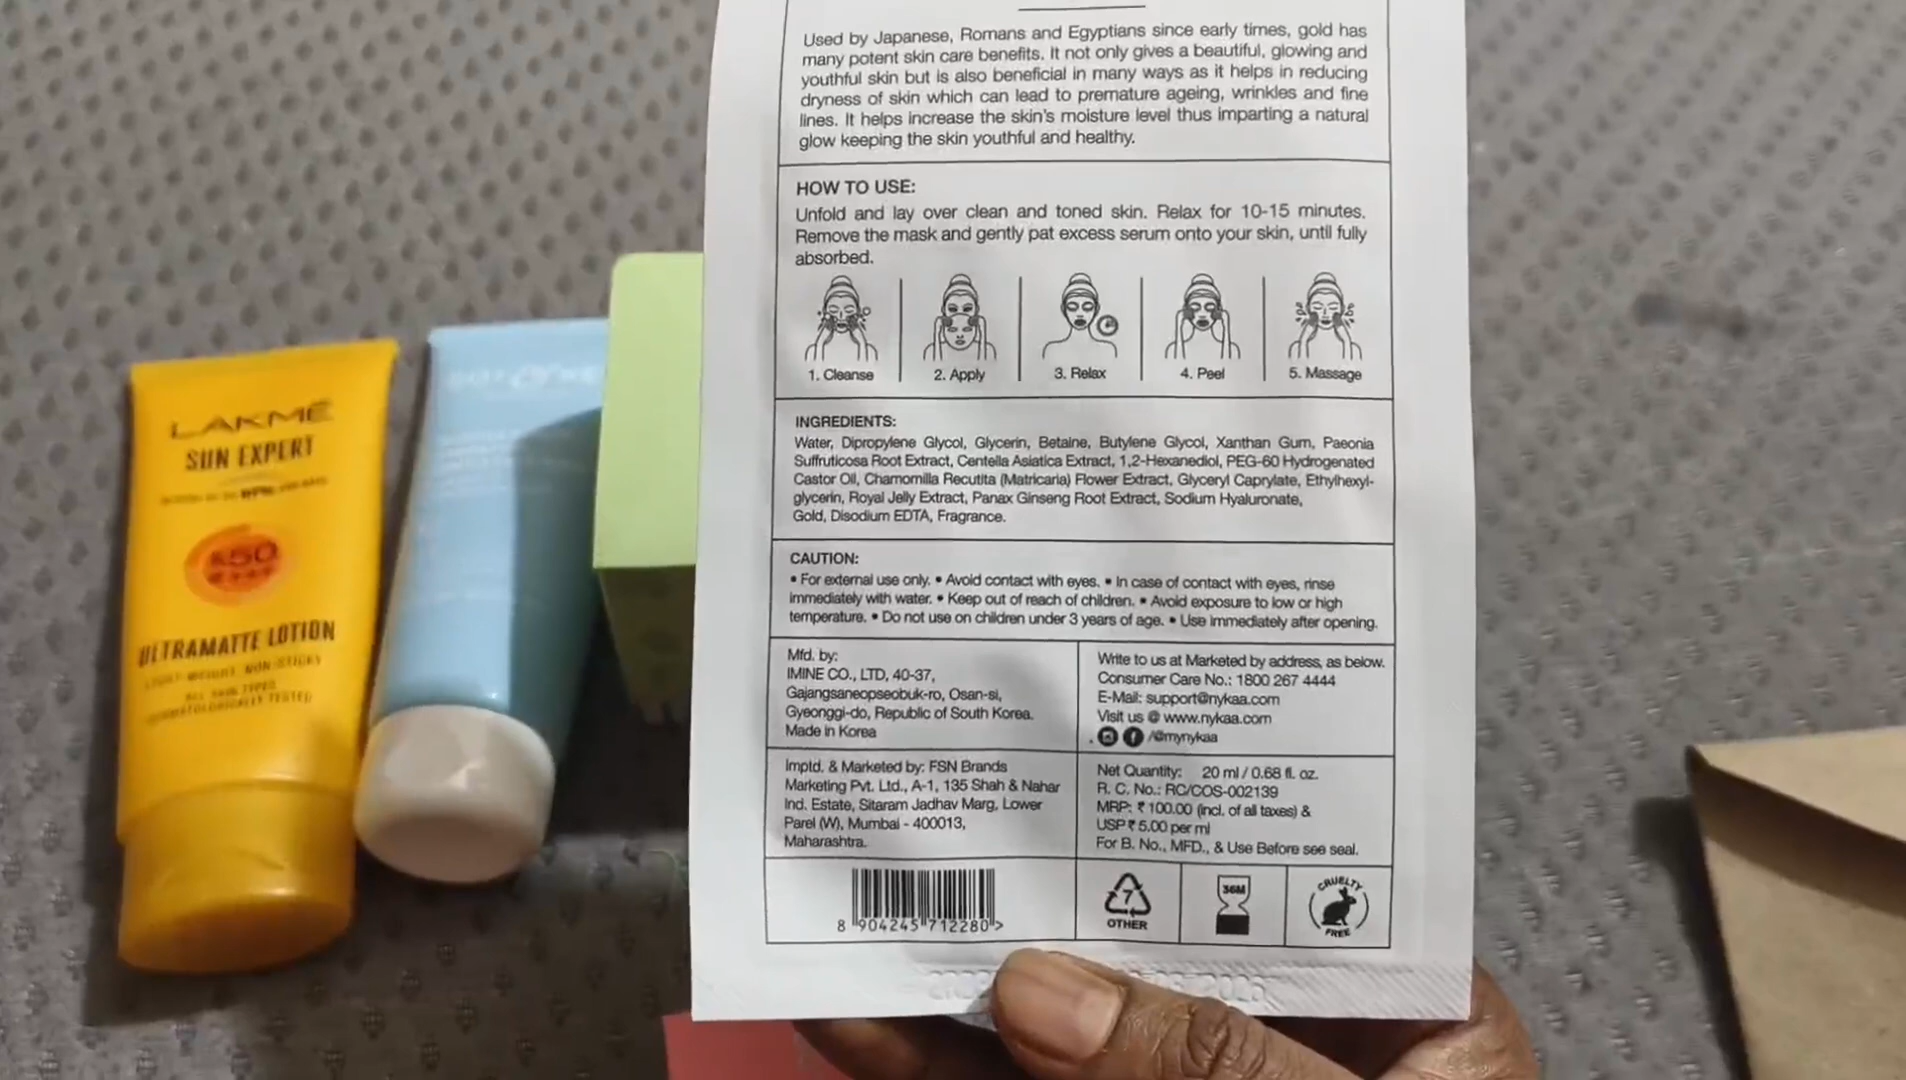 Used by Japanese, Romans and Egyptians since early times, gold has
many potent skin care benefits. It not only gives a beautiful, glowing and
youthful skin but is also beneficial in many ways as it helps in reducing
dryness of skin which can lead to premature ageing, wrinkles and fine
lines. It helps increase the skin's moisture level thus imparting a natural
glow keeping the skin youthful and healthy.
HOW TO USE:
Unfold and lay over clean and toned skin. Relax for 10-15 minutes.
Remove the mask and gently pat excess serum onto your skin, until fully
absorbed.
1. Cleanse
2. Apply
3. Relax
4. Peel
5. Massage
INGREDIENTS:
Water, Dipropylene Glycol, Glycerin, Betaine, Butylene Glycol, Xanthan Gum, Paeonia
Suffruticosa Root Extract, Centella Asiatica Extract, 1,2-Hexanediol, PEG-60 Hydrogenated
Castor Oil, Chamomilla Recutita (Matricaria) Flower Extract, Glyceryl Caprylate, Ethylhexyl-
glycerin, Royal Jelly Extract, Panax Ginseng Root Extract, Sodium Hyaluronate,
Gold, Disodium EDTA, Fragrance.
CAUTION:
• For external use only. • Avoid contact with eyes. • In case of contact with eyes, rinse
immediately with water. • Keep out of reach of children. • Avoid exposure to low or high
temperature. • Do not use on children under 3 years of age. • Use immediately after opening.
Mfd. by:
IMINE CO., LTD, 40-37,
Gajangsaneopseobuk-ro, Osan-si,
Gyeonggi-do, Republic of South Korea.
Made in Korea
Write to us at Marketed by address, as below.
Consumer Care No.: 1800 267 4444
E-Mail: support@nykaa.com
Visit us @ www.nykaa.com
/@mynykaa
Imptd. & Marketed by: FSN Brands
Marketing Pvt. Ltd., A-1, 135 Shah & Nahar
Ind. Estate, Sitaram Jadhav Marg, Lower
Parel (W), Mumbai - 400013,
Maharashtra.
Net Quantity: 20 ml / 0.68 fl. oz.
R. C. No.: RC/COS-002139
MRP: ₹ 100.00 (incl. of all taxes) &
USP ₹ 5.00 per ml
For B. No., MFD., & Use Before see seal.
8 904245 712280 >
7
OTHER
36M
CRUELTY
FREE
LAKMĒ
SUN EXPERT
50
ULTRAMATTE LOTION
LIGHT WEIGHT, NON-STICKY
ALL SKIN TYPES
DERMATOLOGICALLY TESTED